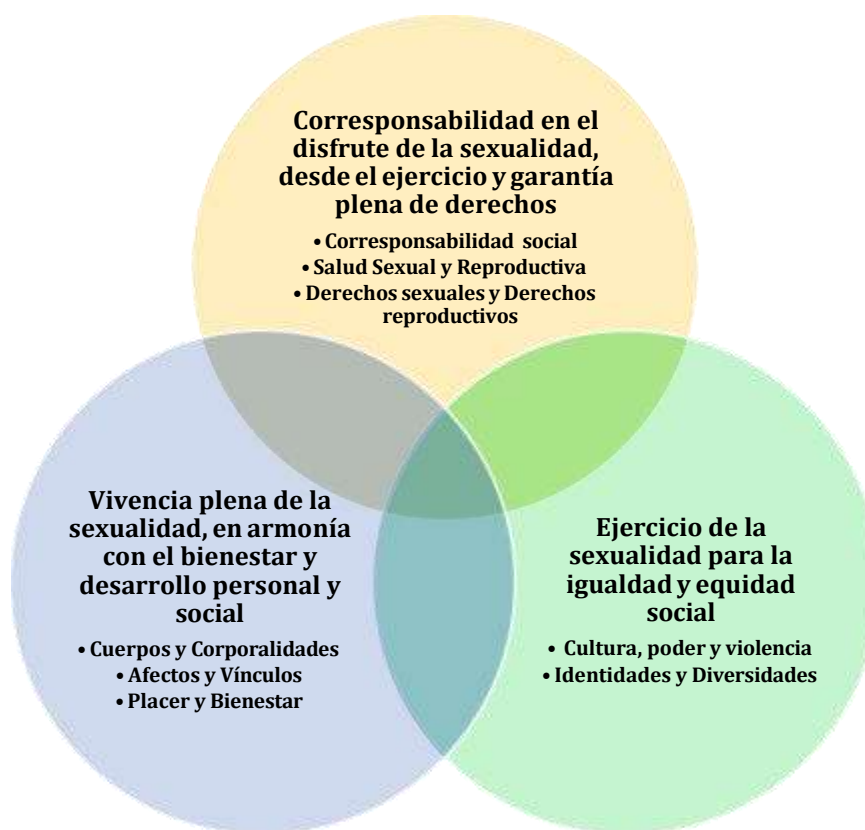 Corresponsabilidad en el
disfrute de la sexualidad,
desde el ejercicio y garantía
plena de derechos
• Corresponsabilidad social
• Salud Sexual y Reproductiva
• Derechos sexuales y Derechos
reproductivos
Vivencia plena de la
sexualidad, en armonía
con el bienestar y
desarrollo personal y
social
• Cuerpos y Corporalidades
• Afectos y Vínculos
• Placer y Bienestar
Ejercicio de la
sexualidad para la
igualdad y equidad
social
• Cultura, poder y violencia
• Identidades y Diversidades